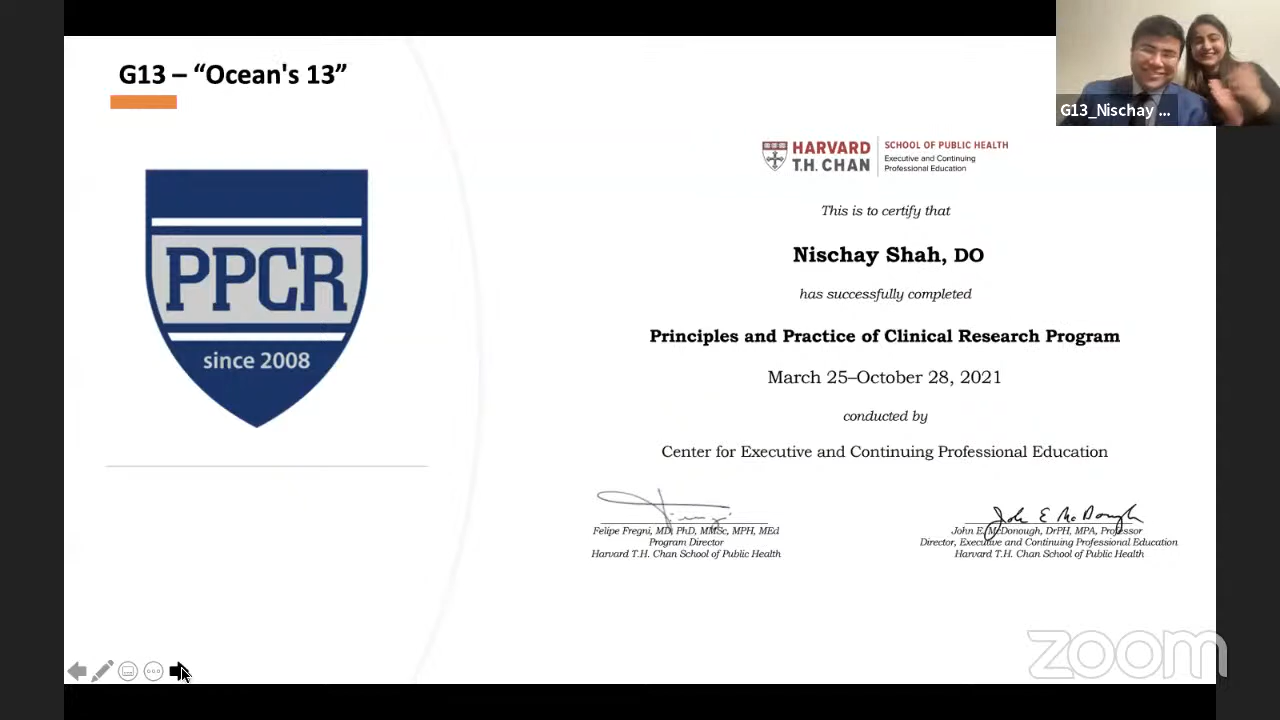 G13 – “Ocean's 13”
G13_Nischay ...
PPCR
since 2008
HARVARD
T.H. CHAN
SCHOOL OF PUBLIC HEALTH
Executive and Continuing
Professional Education
This is to certify that
Nischay Shah, DO
has successfully completed
Principles and Practice of Clinical Research Program
March 25–October 28, 2021
conducted by
Center for Executive and Continuing Professional Education
Felipe Fregni, MD, PhD, MMSc, MPH, MEd
Program Director
Harvard T.H. Chan School of Public Health
John E McDonough
John E. McDonough, DrPH, MPA, Professor
Director, Executive and Continuing Professional Education
Harvard T.H. Chan School of Public Health
zoom